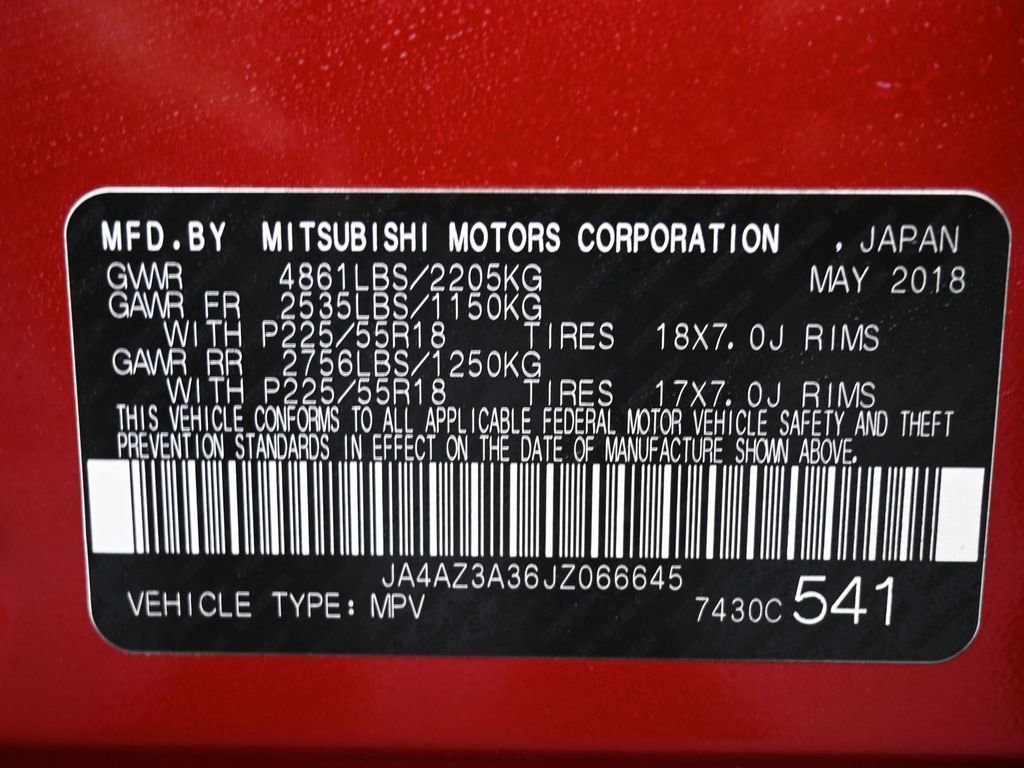 MFD.BY MITSUBISHI MOTORS CORPORATION , JAPAN
GWWR 4861LBS/2205KG MAY 2018
GAWR FR 2535LBS/1150KG
WITH P225/55R18 TIRES 18X7.0J RIMS
GAWR RR 2756LBS/1250KG
WITH P225/55R18 TIRES 17X7.0J RIMS
THIS VEHICLE CONFORMS TO ALL APPLICABLE FEDERAL MOTOR VEHICLE SAFETY AND THEFT
PREVENTION STANDARDS IN EFFECT ON THE DATE OF MANUFACTURE SHOWN ABOVE.
JA4AZ3A36JZ066645
VEHICLE TYPE: MPV 7430C 541